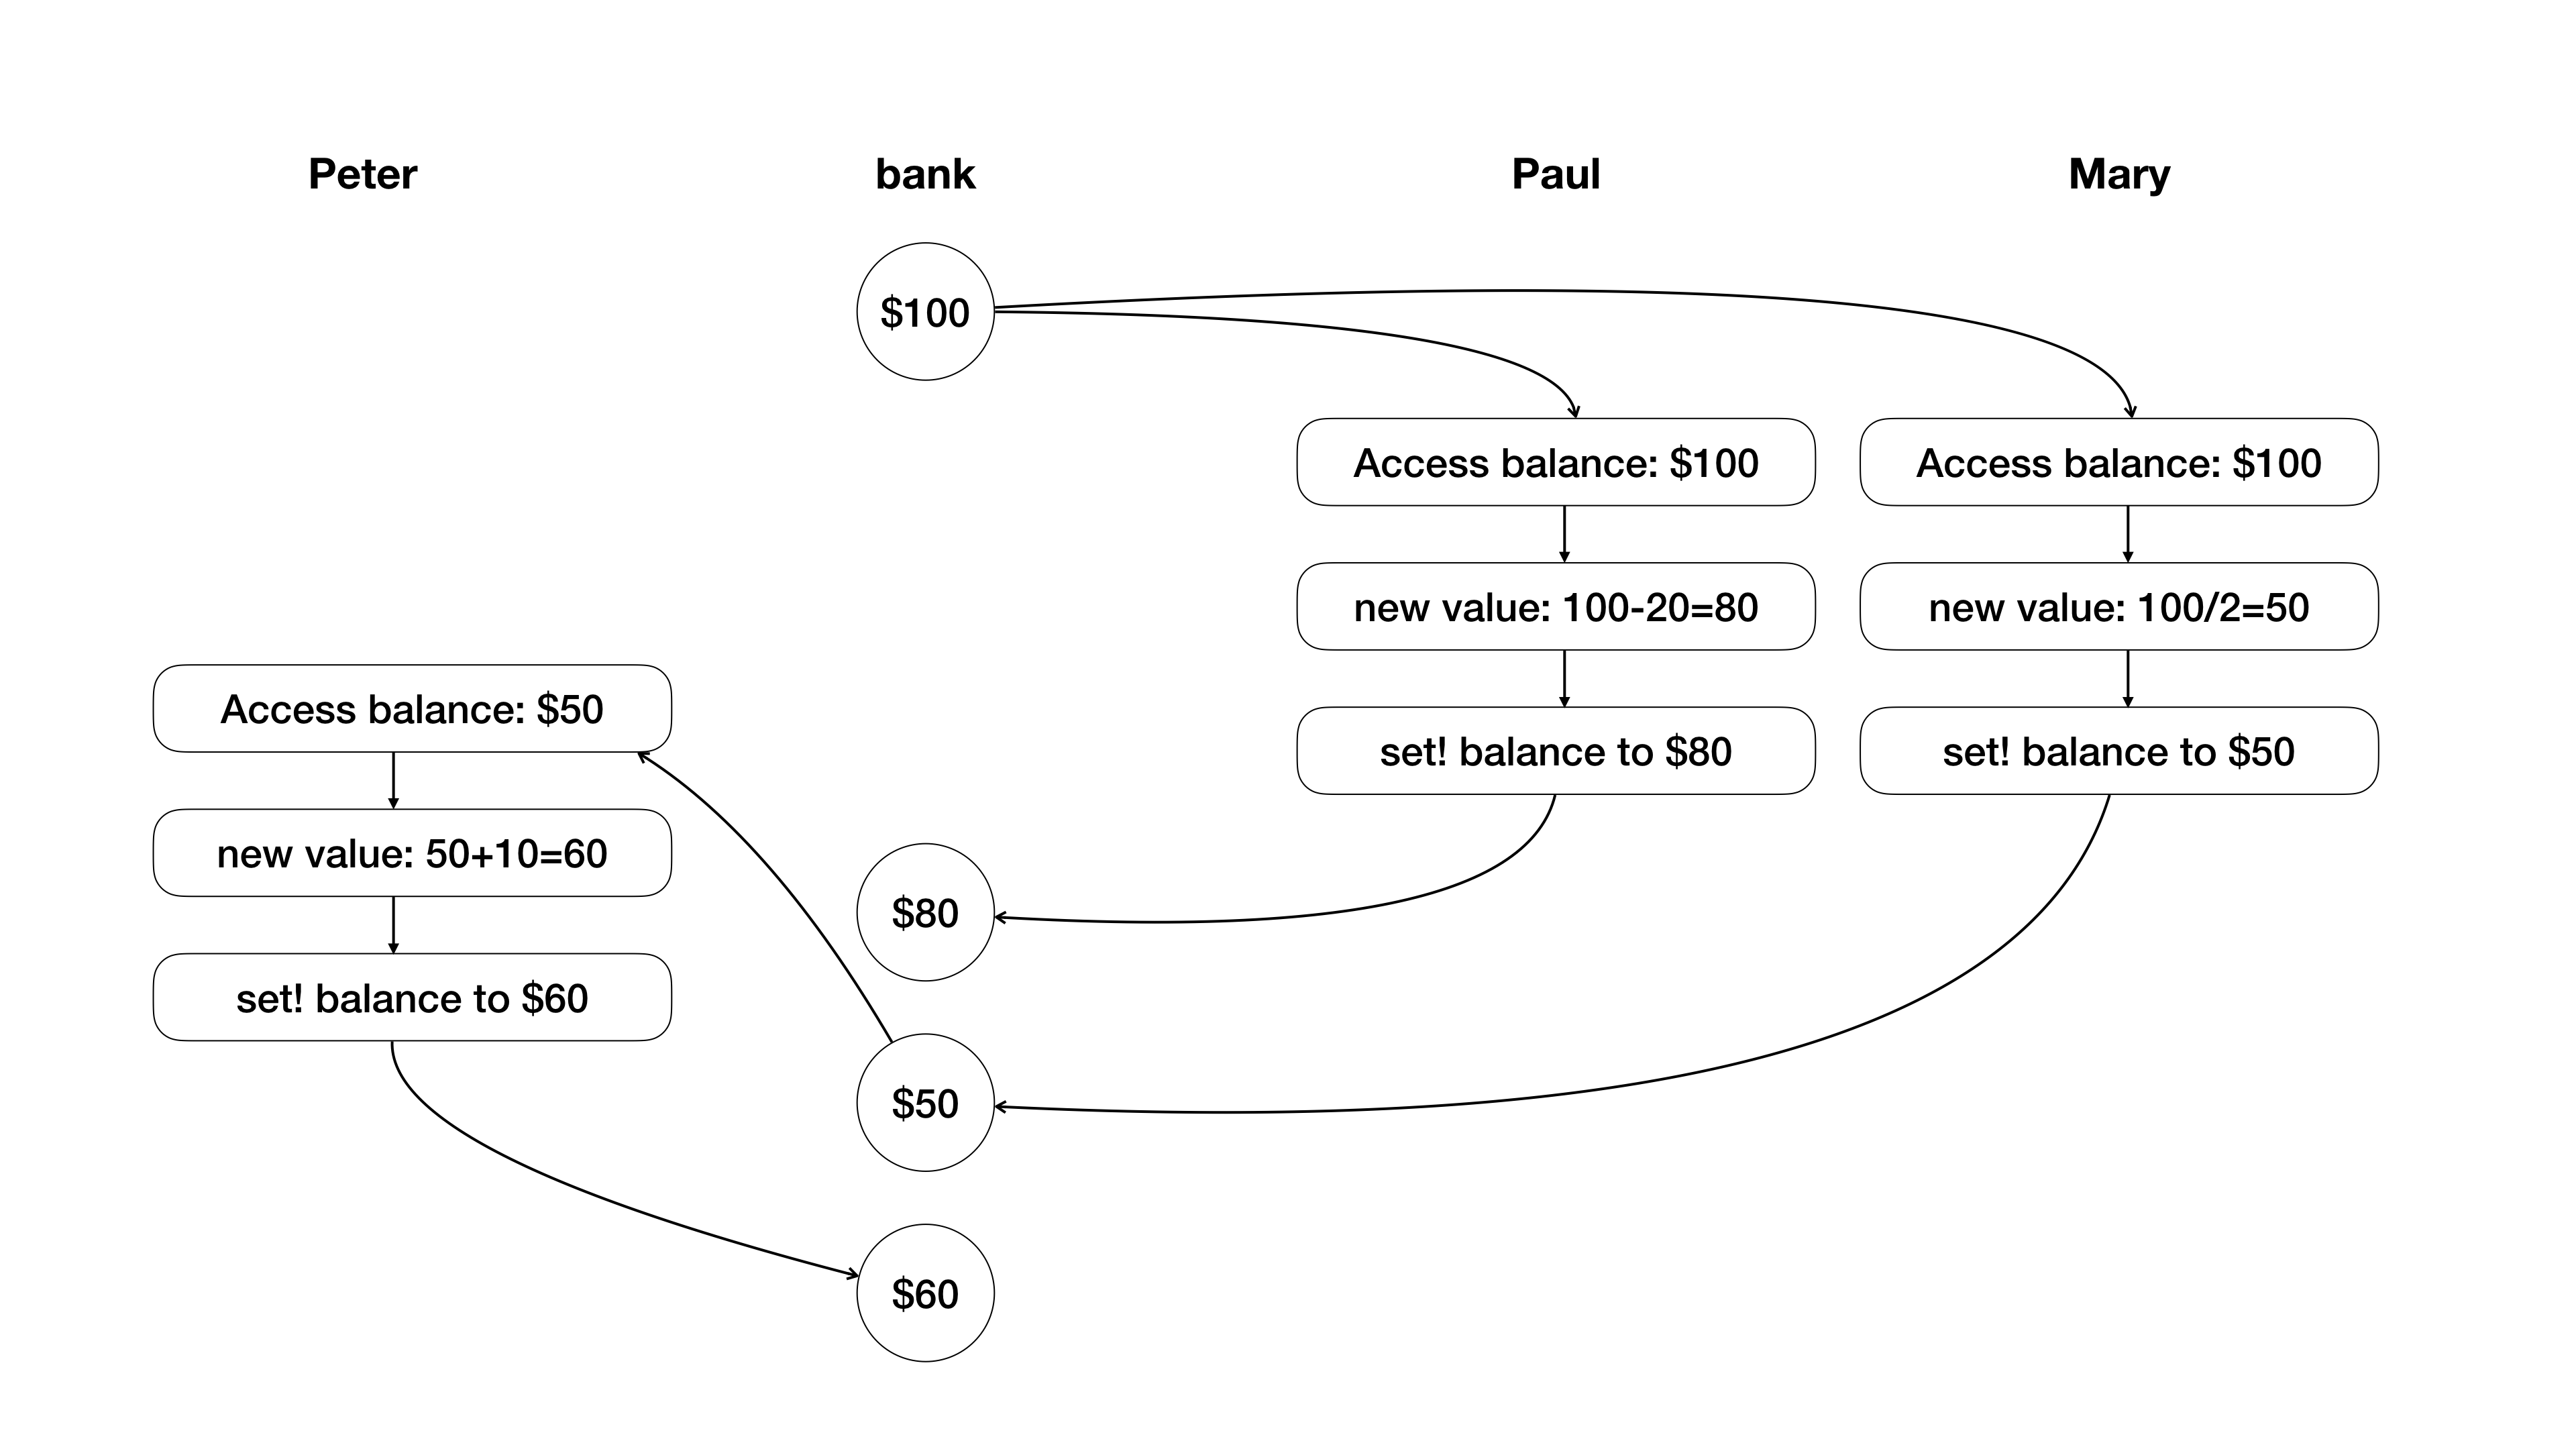 Peter
bank
Paul
Mary
$100
Access balance: $100
Access balance: $100
new value: 100-20=80
new value: 100/2=50
Access balance: $50
set! balance to $80
set! balance to $50
new value: 50+10=60
$80
set! balance to $60
$50
$60